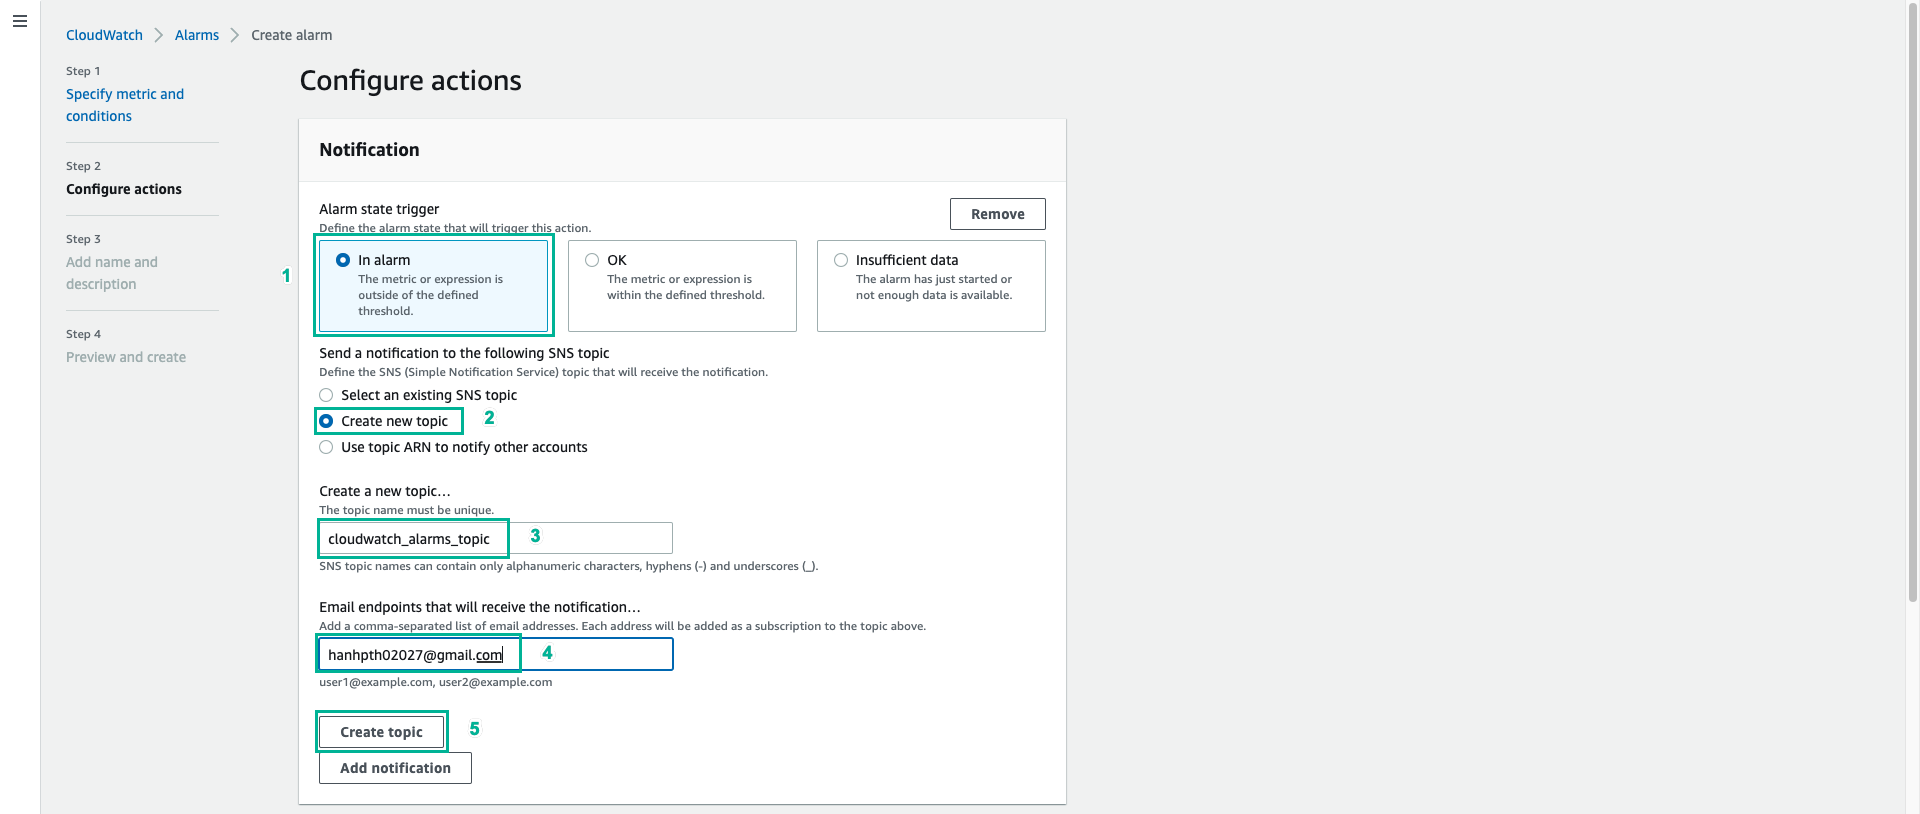 CloudWatch > Alarms > Create alarm
Step 1
Specify metric and
conditions
Step 2
Configure actions
Step 3
Add name and
description
Step 4
Preview and create
Configure actions
Notification
Alarm state trigger
Define the alarm state that will trigger this action.
Remove
1
In alarm
The metric or expression is
outside of the defined
threshold.
OK
The metric or expression is
within the defined threshold.
Insufficient data
The alarm has just started or
not enough data is available.
Send a notification to the following SNS topic
Define the SNS (Simple Notification Service) topic that will receive the notification.
Select an existing SNS topic
Create new topic 2
Use topic ARN to notify other accounts
Create a new topic…
The topic name must be unique.
cloudwatch_alarms_topic 3
SNS topic names can contain only alphanumeric characters, hyphens (-) and underscores (_).
Email endpoints that will receive the notification…
Add a comma-separated list of email addresses. Each address will be added as a subscription to the topic above.
hanhpth02027@gmail.com 4
user1@example.com, user2@example.com
Create topic 5
Add notification